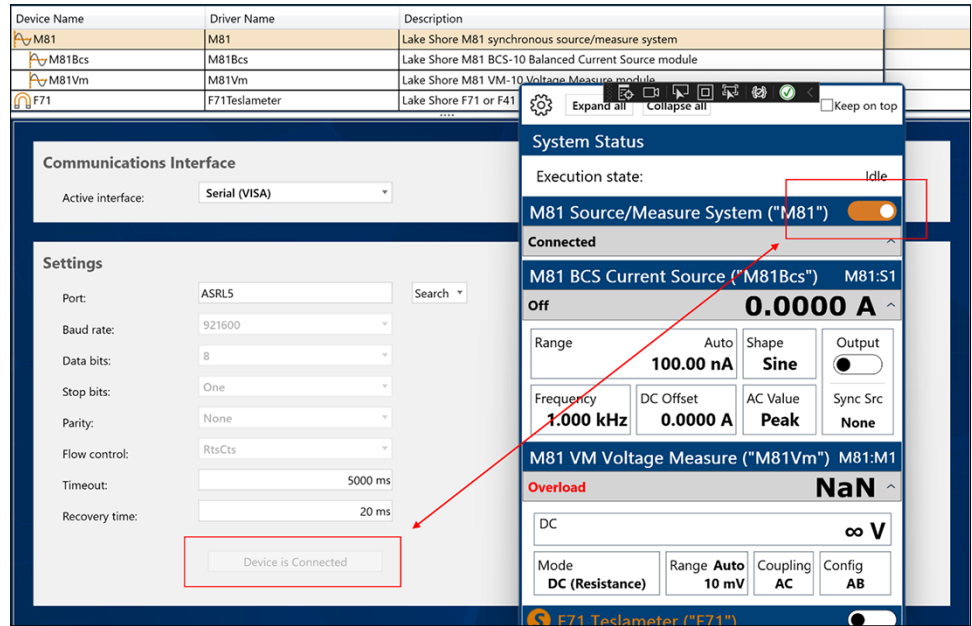 Device Name Driver Name Description
M81 M81 Lake Shore M81 synchronous source/measure system
M81Bcs M81Bcs Lake Shore M81 BCS-10 Balanced Current Source module
M81Vm M81Vm Lake Shore M81 VM-10 Voltage Measure module
F71 F71Teslameter Lake Shore F71 or F41
Communications Interface
Active interface: Serial (VISA)
Settings
Port: ASRL5 Search
Baud rate: 921600
Data bits: 8
Stop bits: One
Parity: None
Flow control: RtsCts
Timeout: 5000 ms
Recovery time: 20 ms
Device is Connected
Expand all Collapse all Keep on top
System Status
Execution state: Idle
M81 Source/Measure System ("M81")
Connected
M81 BCS Current Source ("M81Bcs") M81:S1
Off 0.0000 A
Range Auto Shape Output
100.00 nA Sine
Frequency DC Offset AC Value Sync Src
1.000 kHz 0.0000 A Peak None
M81 VM Voltage Measure ("M81Vm") M81:M1
Overload NaN
DC
∞ V
Mode Range Auto Coupling Config
DC (Resistance) 10 mV AC AB
F71 Teslameter ("F71")